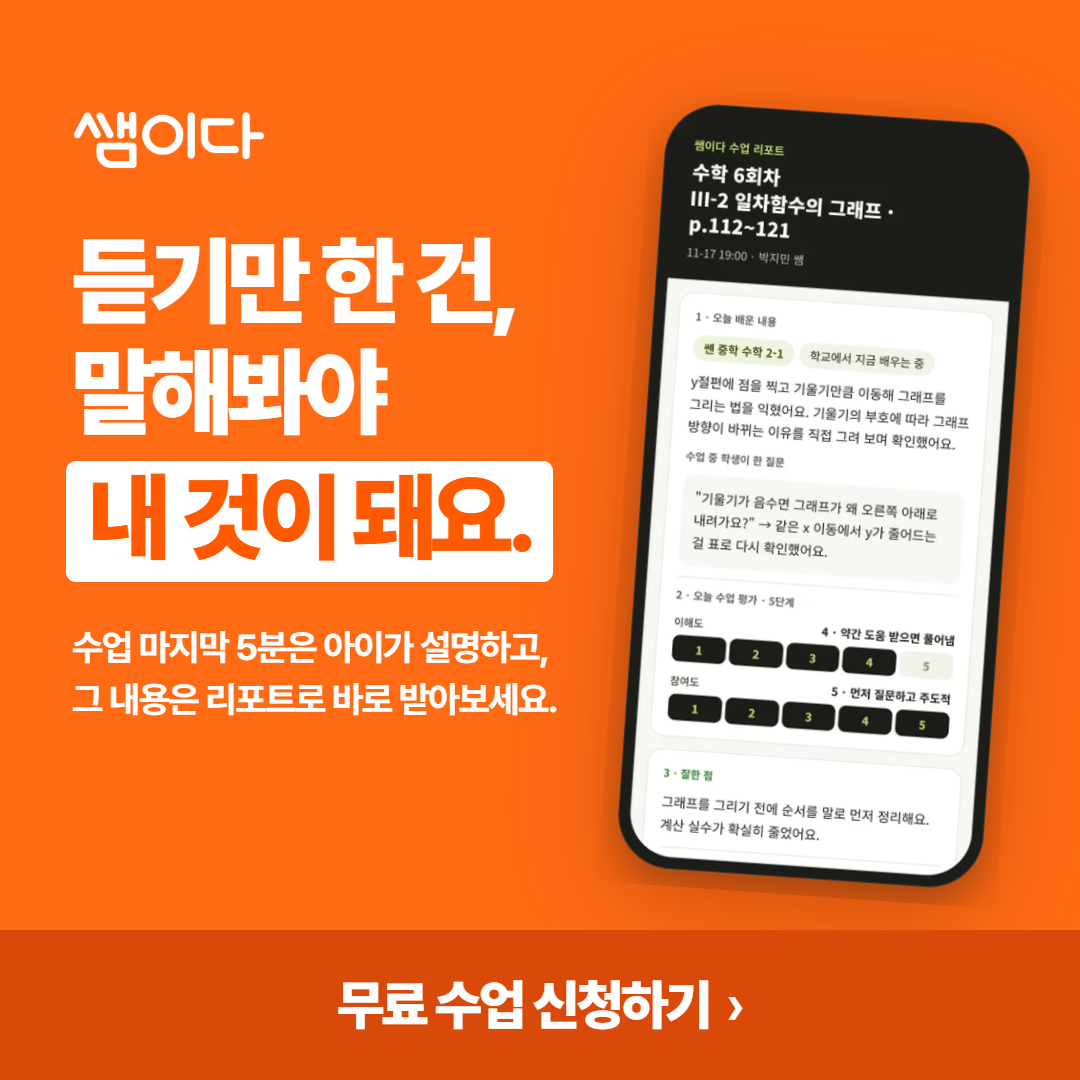 쌤이다
듣기만 한 건,
말해봐야
내 것이 돼요.
수업 마지막 5분은 아이가 설명하고,
그 내용은 리포트로 바로 받아보세요.
쌤이다 수업 리포트
수학 6회차
III-2 일차함수의 그래프 ·
p.112~121
11-17 19:00 · 박지민 쌤
1 · 오늘 배운 내용
쎈 중학 수학 2-1
학교에서 지금 배우는 중
y절편에 점을 찍고 기울기만큼 이동해 그래프를
그리는 법을 익혔어요. 기울기의 부호에 따라 그래프
방향이 바뀌는 이유를 직접 그려 보며 확인했어요.
수업 중 학생이 한 질문
"기울기가 음수면 그래프가 왜 오른쪽 아래로
내려가요?" → 같은 x 이동에서 y가 줄어드는
걸 표로 다시 확인했어요.
2 · 오늘 수업 평가 · 5단계
이해도
4 · 약간 도움 받으면 풀어냄
1 2 3 4 5
참여도
5 · 먼저 질문하고 주도적
1 2 3 4 5
3 · 잘한 점
그래프를 그리기 전에 순서를 말로 먼저 정리해요.
계산 실수가 확실히 줄었어요.
무료 수업 신청하기 ›